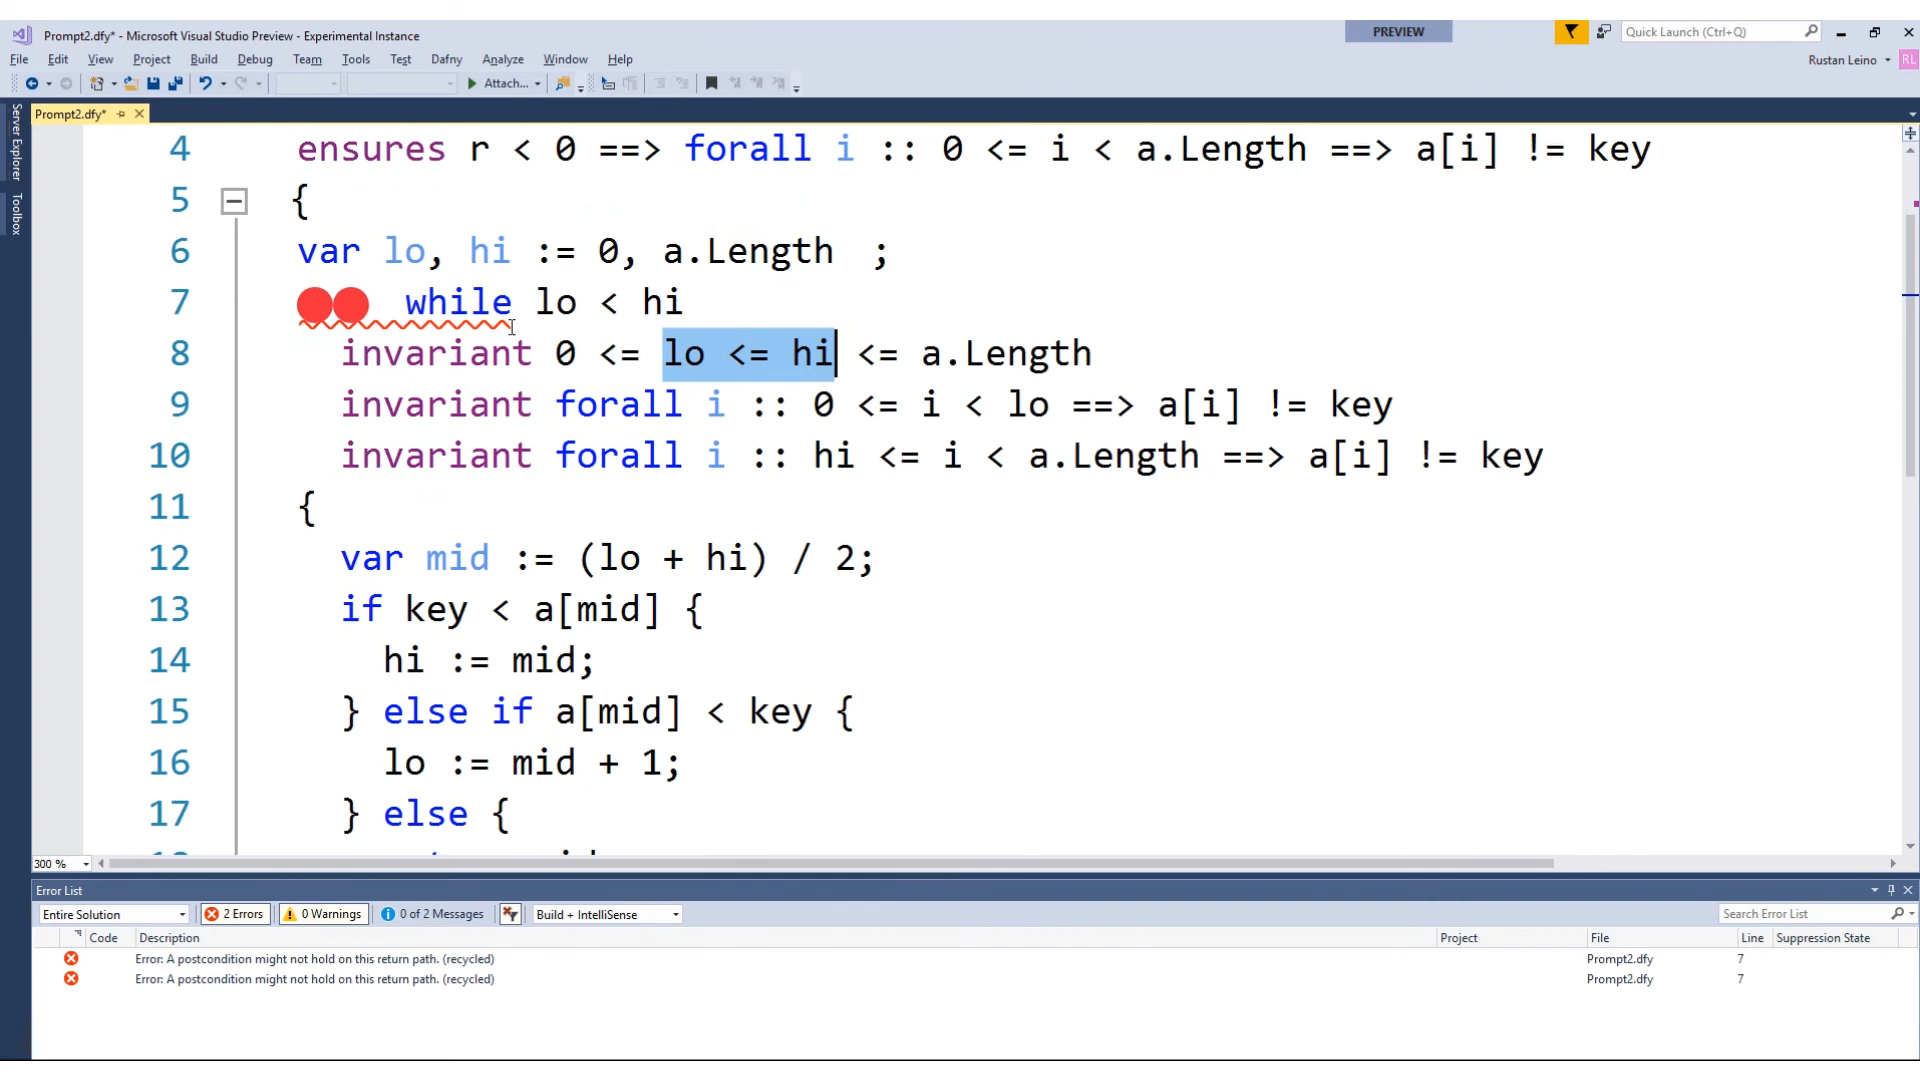 Prompt2.dfy* - Microsoft Visual Studio Preview - Experimental Instance
PREVIEW
Quick Launch (Ctrl+Q)
File Edit View Project Build Debug Team Tools Test Dafny Analyze Window Help
Rustan Leino
RL
Attach...
Server Explorer
Toolbox
Prompt2.dfy*
4 ensures r < 0 ==> forall i :: 0 <= i < a.Length ==> a[i] != key
5 {
6 var lo, hi := 0, a.Length ;
7 while lo < hi
8 invariant 0 <= lo <= hi <= a.Length
9 invariant forall i :: 0 <= i < lo ==> a[i] != key
10 invariant forall i :: hi <= i < a.Length ==> a[i] != key
11 {
12 var mid := (lo + hi) / 2;
13 if key < a[mid] {
14 hi := mid;
15 } else if a[mid] < key {
16 lo := mid + 1;
17 } else {
300 %
Error List
Entire Solution 2 Errors 0 Warnings 0 of 2 Messages Build + IntelliSense Search Error List
Code Description Project File Line Suppression State
Error: A postcondition might not hold on this return path. (recycled) Prompt2.dfy 7
Error: A postcondition might not hold on this return path. (recycled) Prompt2.dfy 7